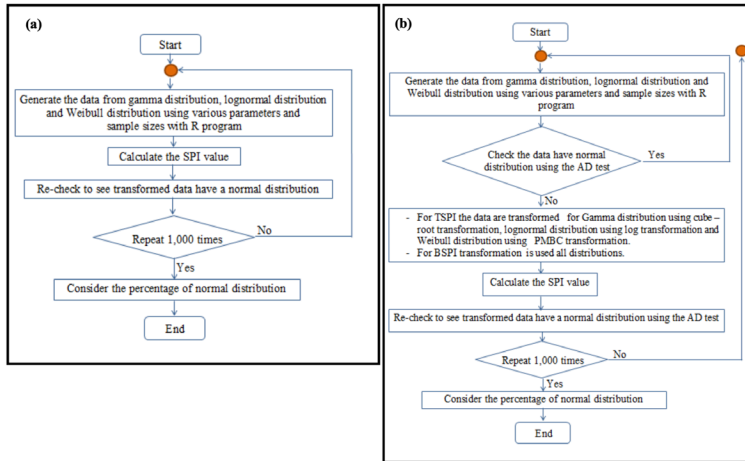 (a)
Start
Generate the data from gamma distribution, lognormal distribution
and Weibull distribution using various parameters and
sample sizes with R program
Calculate the SPI value
Re-check to see transformed data have a normal distribution
Repeat 1,000 times
No
Yes
Consider the percentage of normal distribution
End
(b)
Start
Generate the data from gamma distribution, lognormal distribution and
Weibull distribution using various parameters and sample sizes with R
program
Check the data have normal
distribution using the AD test
Yes
No
- For TSPI the data are transformed for Gamma distribution using cube –
root transformation, lognormal distribution using log transformation and
Weibull distribution using PMBC transformation.
- For BSPI transformation is used all distributions.
Calculate the SPI value
Re-check to see transformed data have a normal distribution using the AD test
Repeat 1,000 times
No
Yes
Consider the percentage of normal distribution
End